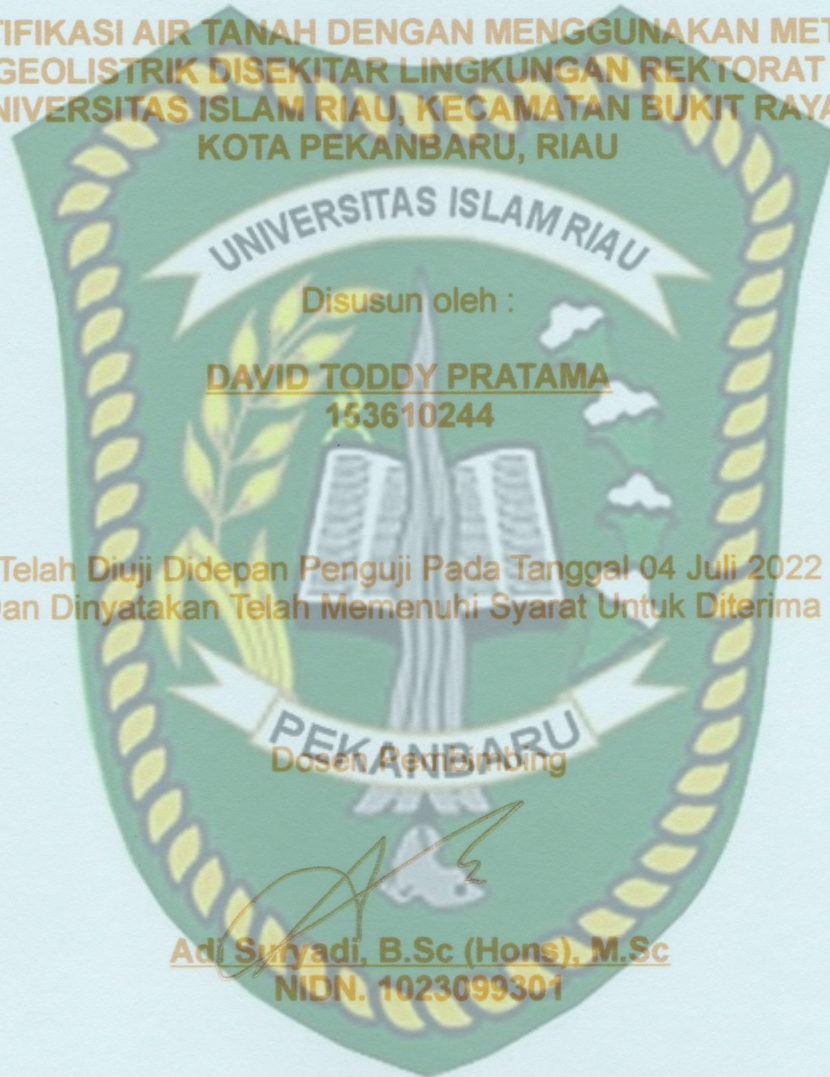 TIFIKASI AIR TANAH DENGAN MENGGUNAKAN MET
GEOLISTRIK DISEKITAR LINGKUNGAN REKTORAT
NIVERSITAS ISLAM RIAU, KECAMATAN BUKIT RAYA
KOTA PEKANBARU, RIAU
UNIVERSITAS ISLAM RIAU
Disusun oleh :
DAVID TODDY PRATAMA
153610244
Telah Diuji Didepan Penguji Pada Tanggal 04 Juli 2022
an Dinyatakan Telah Memenuhi Syarat Untuk Diterima
PEKANBARU
Dosen Pembimbing
Adi Suryadi, B.Sc (Hons), M.Sc
NIDN. 1023099301